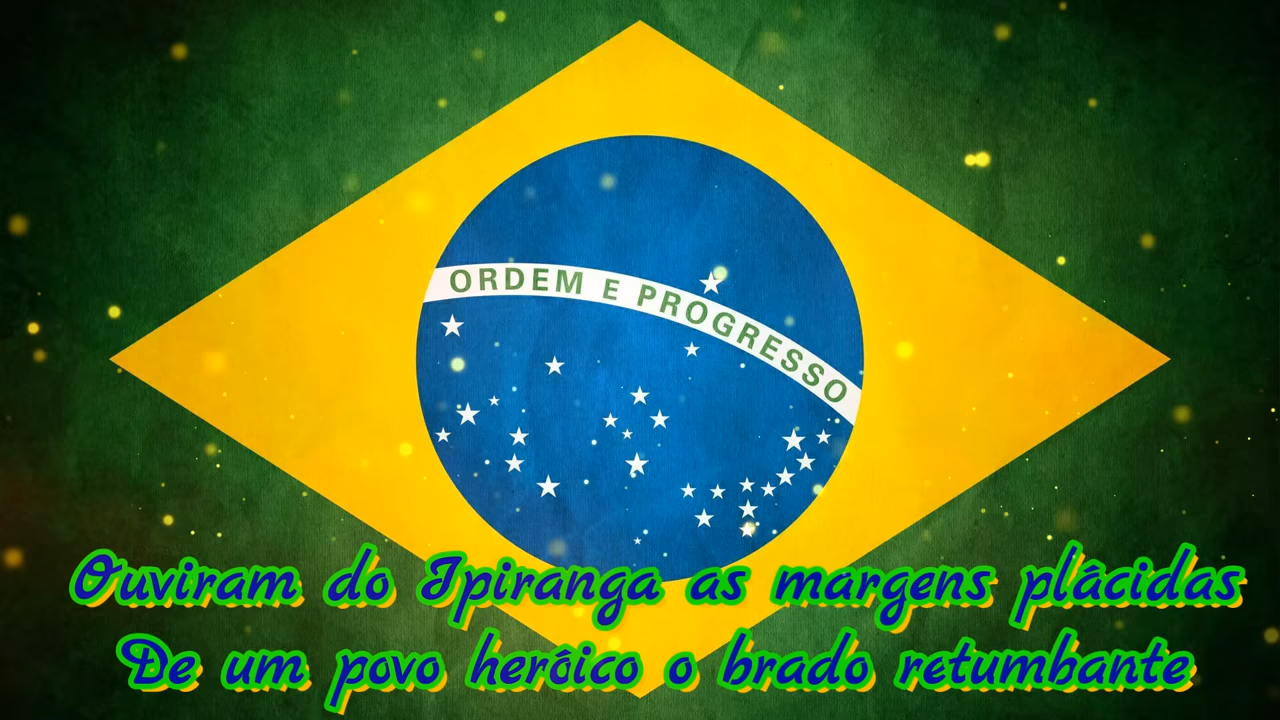 ORDEM E PROGRESSO
Ouviram do Ipiranga as margens plácidas
De um povo heróico o brado retumbante